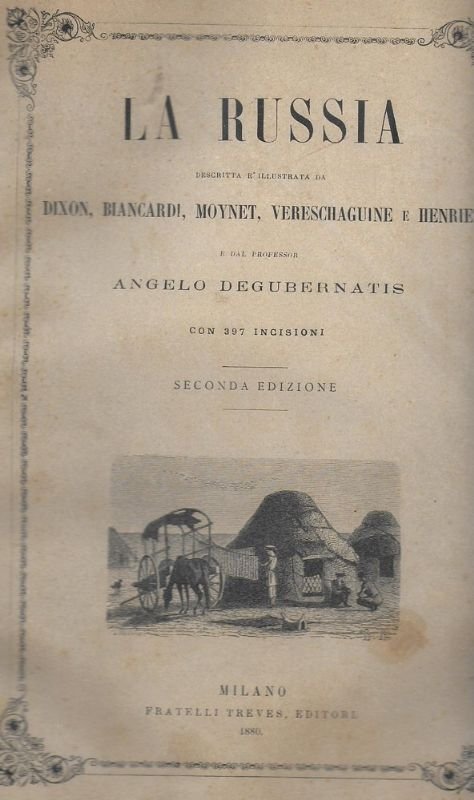 LA RUSSIA
DESCRITTA E ILLUSTRATA DA
DIXON, BIANCARDI, MOYNET, VERESCHAGUINE E HENRIE
E DAL PROFESSOR
ANGELO DEGUBERNATIS
CON 397 INCISIONI
SECONDA EDIZIONE
MILANO
FRATELLI TREVES, EDITORI
1880.